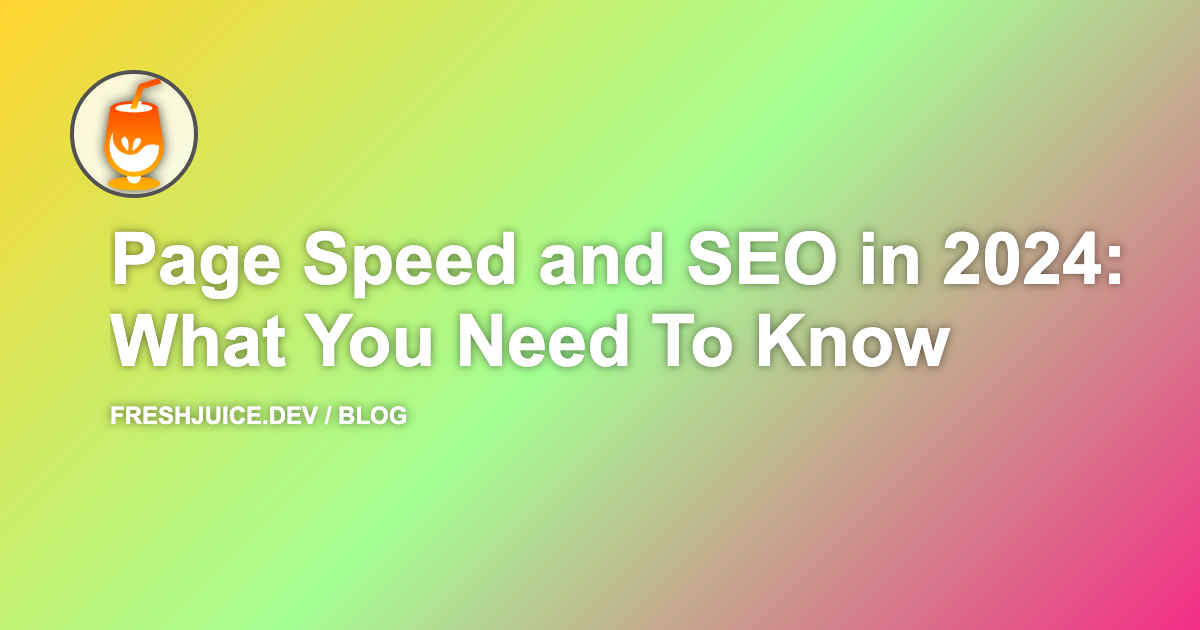 Page Speed and SEO in 2024:
What You Need To Know
FRESHJUICE.DEV / BLOG